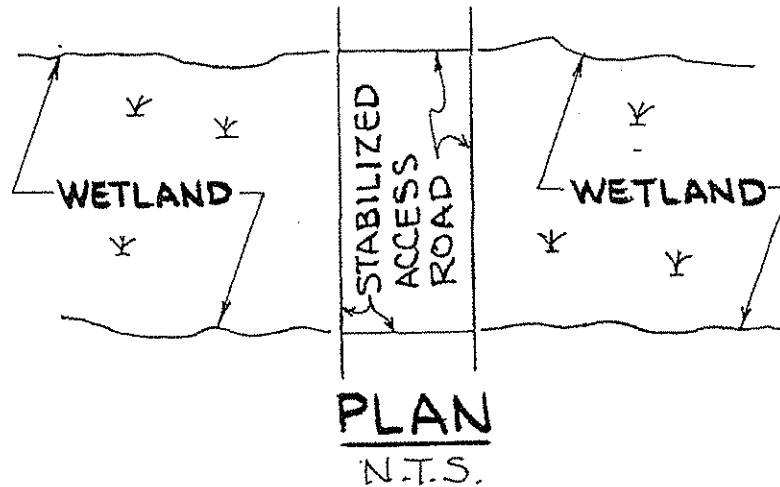 WETLAND
STABILIZED
ACCESS
ROAD
WETLAND
PLAN
N.T.S.